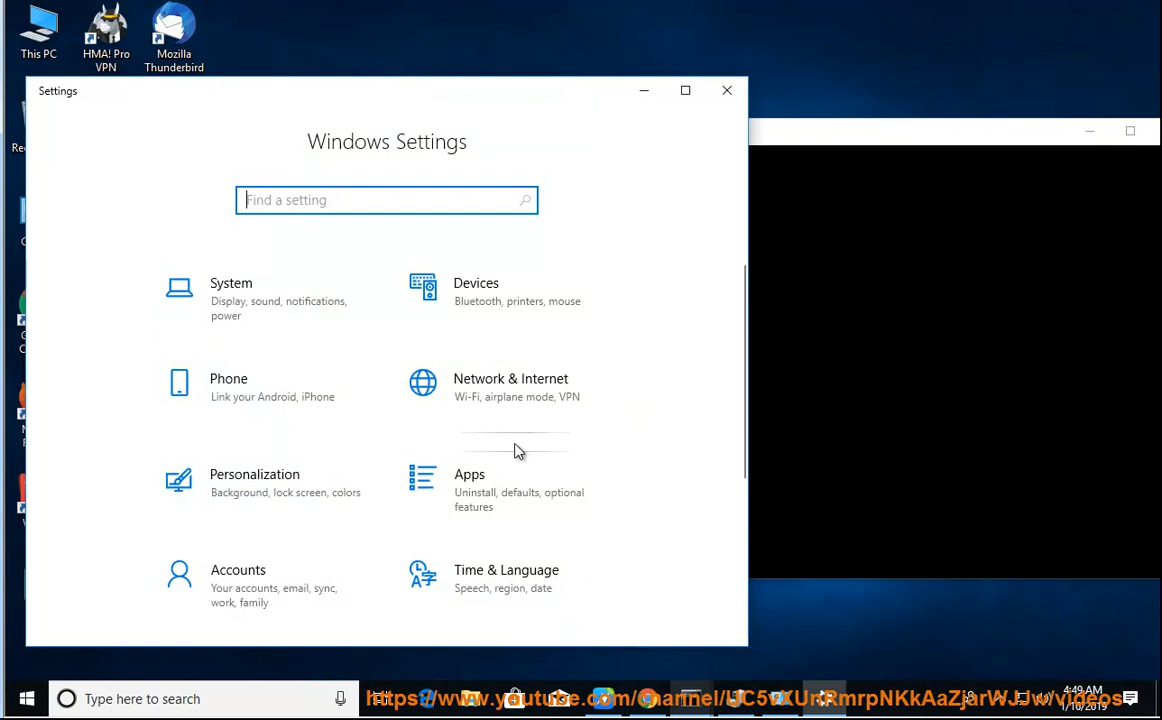 This PC
HMA! Pro
VPN
Mozilla
Thunderbird
Settings
Windows Settings
Find a setting
System
Display, sound, notifications,
power
Devices
Bluetooth, printers, mouse
Phone
Link your Android, iPhone
Network & Internet
Wi-Fi, airplane mode, VPN
Personalization
Background, lock screen, colors
Apps
Uninstall, defaults, optional
features
Accounts
Your accounts, email, sync,
work, family
Time & Language
Speech, region, date
Type here to search
4:49 AM
1/16/2019